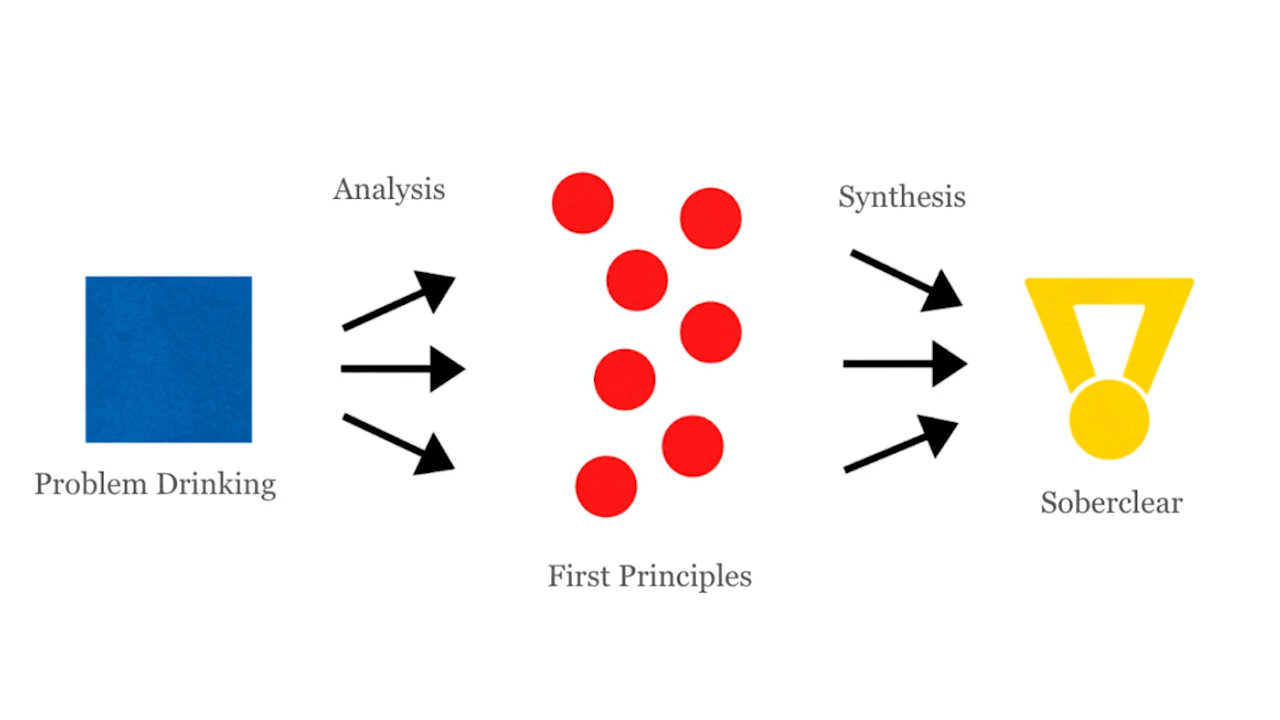 Analysis
Synthesis
Problem Drinking
Soberclear
First Principles